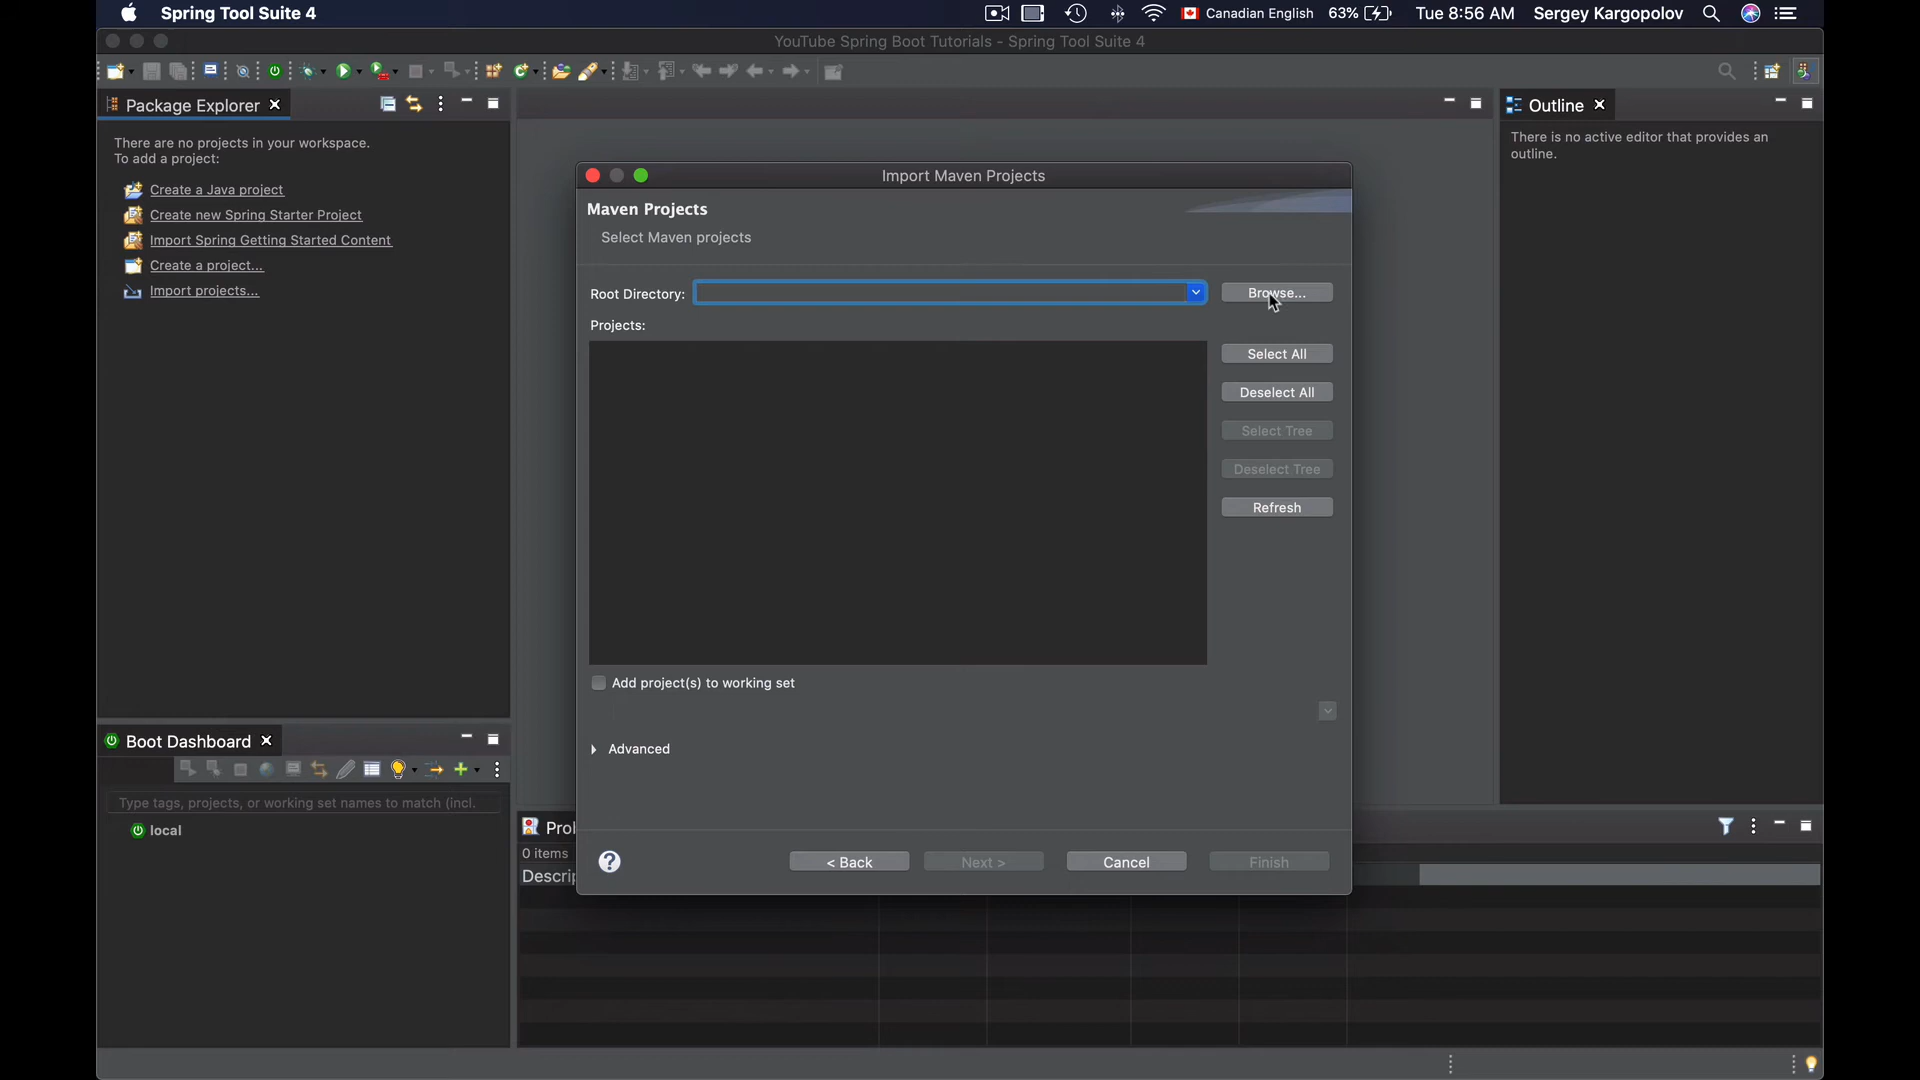 Spring Tool Suite 4
Canadian English 63% Tue 8:56 AM Sergey Kargopolov
YouTube Spring Boot Tutorials - Spring Tool Suite 4
Package Explorer
There are no projects in your workspace.
To add a project:
Create a Java project
Create new Spring Starter Project
Import Spring Getting Started Content
Create a project...
Import projects...
Import Maven Projects
Maven Projects
Select Maven projects
Root Directory:
Browse...
Projects:
Select All
Deselect All
Select Tree
Deselect Tree
Refresh
Add project(s) to working set
Advanced
< Back
Next >
Cancel
Finish
Outline
There is no active editor that provides an
outline.
Boot Dashboard
Type tags, projects, or working set names to match (incl.
local
Prol
0 items
Descrip